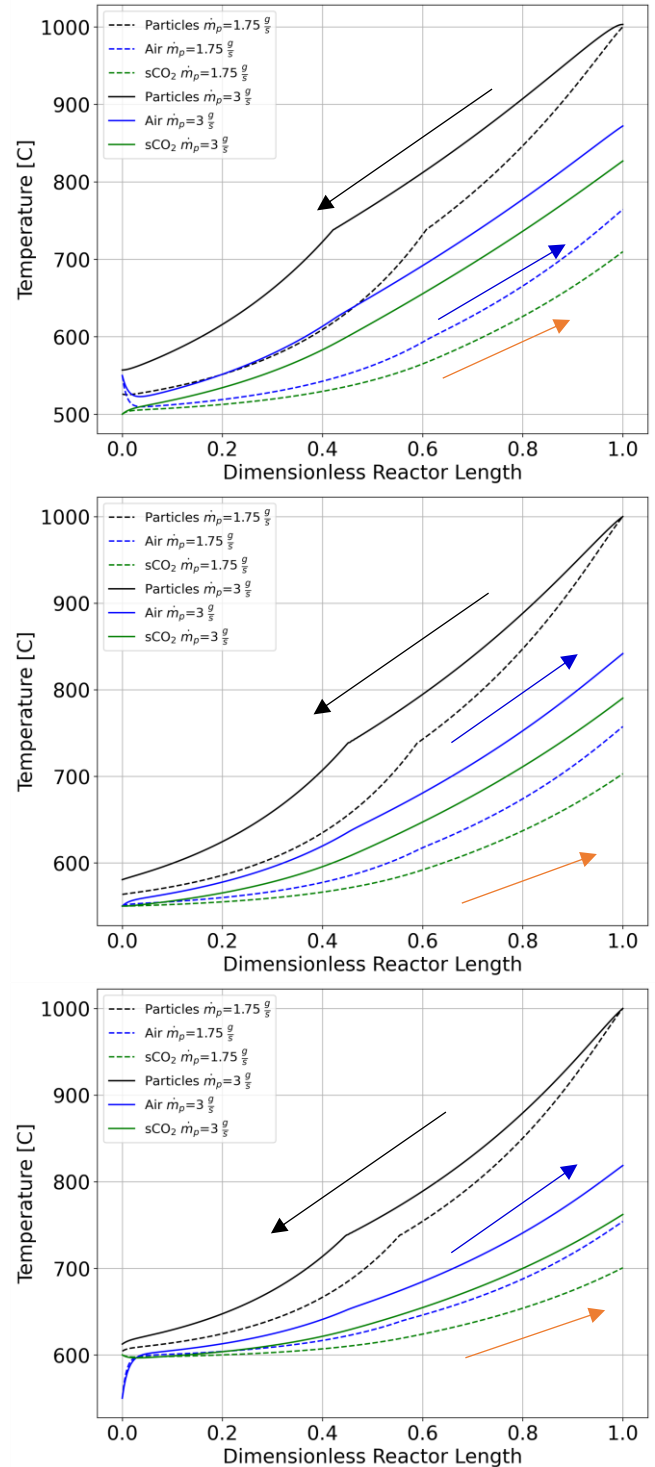 1000
900
800
700
600
500
Temperature [C]
Particles ṁₚ=1.75 g/s
Air ṁₚ=1.75 g/s
sCO₂ ṁₚ=1.75 g/s
Particles ṁₚ=3 g/s
Air ṁₚ=3 g/s
sCO₂ ṁₚ=3 g/s
0.0 0.2 0.4 0.6 0.8 1.0
Dimensionless Reactor Length
1000
900
800
700
600
Temperature [C]
Particles ṁₚ=1.75 g/s
Air ṁₚ=1.75 g/s
sCO₂ ṁₚ=1.75 g/s
Particles ṁₚ=3 g/s
Air ṁₚ=3 g/s
sCO₂ ṁₚ=3 g/s
0.0 0.2 0.4 0.6 0.8 1.0
Dimensionless Reactor Length
1000
900
800
700
600
Temperature [C]
Particles ṁₚ=1.75 g/s
Air ṁₚ=1.75 g/s
sCO₂ ṁₚ=1.75 g/s
Particles ṁₚ=3 g/s
Air ṁₚ=3 g/s
sCO₂ ṁₚ=3 g/s
0.0 0.2 0.4 0.6 0.8 1.0
Dimensionless Reactor Length